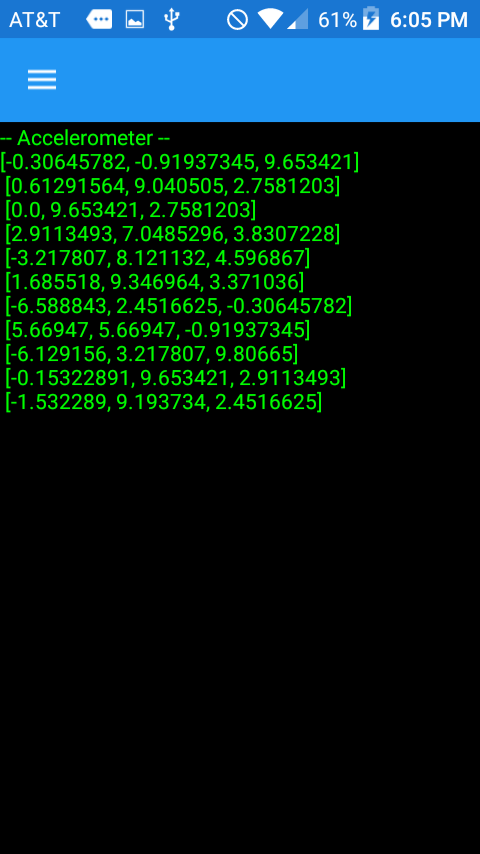 AT&T 61% 6:05 PM
-- Accelerometer --
[-0.30645782, -0.91937345, 9.653421]
[0.61291564, 9.040505, 2.7581203]
[0.0, 9.653421, 2.7581203]
[2.9113493, 7.0485296, 3.8307228]
[-3.217807, 8.121132, 4.596867]
[1.685518, 9.346964, 3.371036]
[-6.588843, 2.4516625, -0.30645782]
[5.66947, 5.66947, -0.91937345]
[-6.129156, 3.217807, 9.80665]
[-0.15322891, 9.653421, 2.9113493]
[-1.532289, 9.193734, 2.4516625]